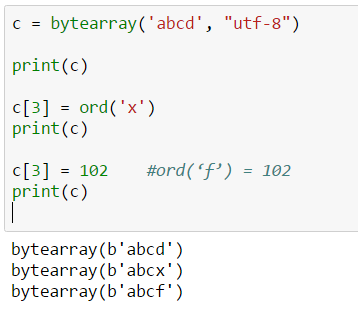 c = bytearray('abcd', "utf-8")
print(c)
c[3] = ord('x')
print(c)
c[3] = 102    #ord(‘f’) = 102
print(c)
bytearray(b'abcd')
bytearray(b'abcx')
bytearray(b'abcf')